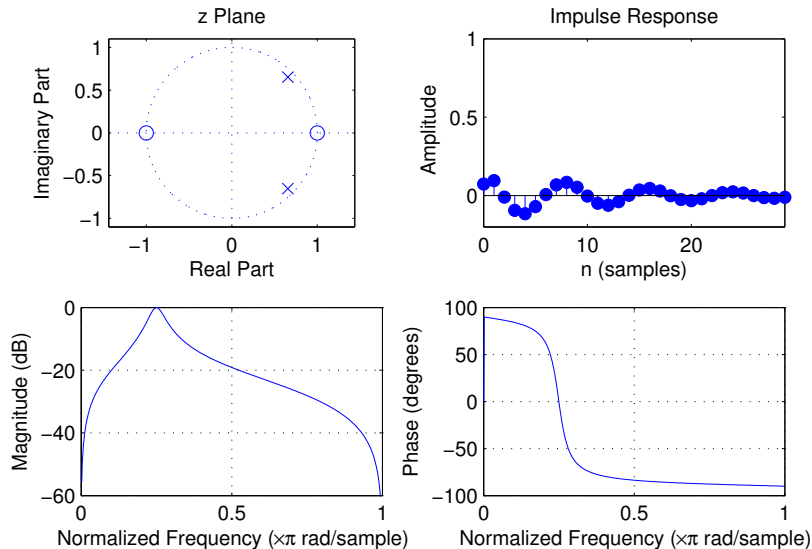 z Plane
1
0.5
0
−0.5
−1
−1
0
1
Imaginary Part
Real Part
Impulse Response
1
0.5
0
0
10
20
Amplitude
n (samples)
0
−20
−40
−60
0
0.5
1
Magnitude (dB)
Normalized Frequency (×π rad/sample)
100
50
0
−50
−100
0
0.5
1
Phase (degrees)
Normalized Frequency (×π rad/sample)